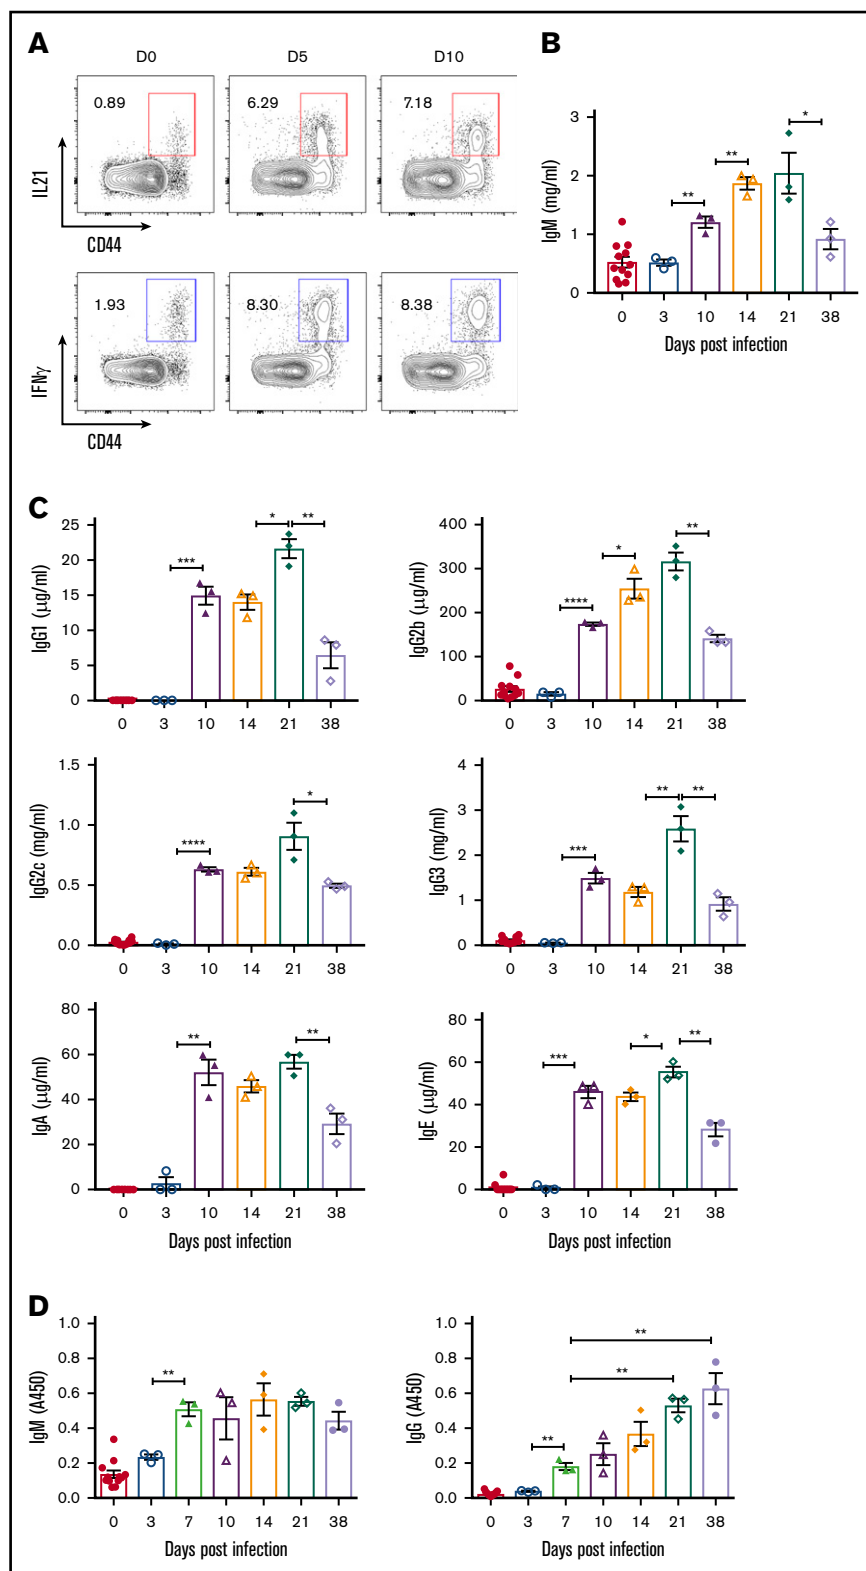 A
D0 D5 D10
0.89 6.29 7.18
IL21
CD44
1.93 8.30 8.38
IFNγ
CD44
B
3
2
1
0
IgM (mg/ml)
** ** *
0 3 10 14 21 38
Days post infection
C
25
20
15
10
5
0
IgG1 (μg/ml)
*** * **
0 3 10 14 21 38
400
300
200
100
0
IgG2b (μg/ml)
**** * **
0 3 10 14 21 38
1.5
1.0
0.5
0.0
IgG2c (mg/ml)
**** *
0 3 10 14 21 38
4
3
2
1
0
IgG3 (mg/ml)
*** ** **
0 3 10 14 21 38
80
60
40
20
0
IgA (μg/ml)
** **
0 3 10 14 21 38
Days post infection
80
60
40
20
0
IgE (μg/ml)
*** * **
0 3 10 14 21 38
Days post infection
D
1.0
0.8
0.6
0.4
0.2
0.0
IgM (A450)
**
0 3 7 10 14 21 38
Days post infection
1.0
0.8
0.6
0.4
0.2
0.0
IgG (A450)
**
**
**
0 3 7 10 14 21 38
Days post infection